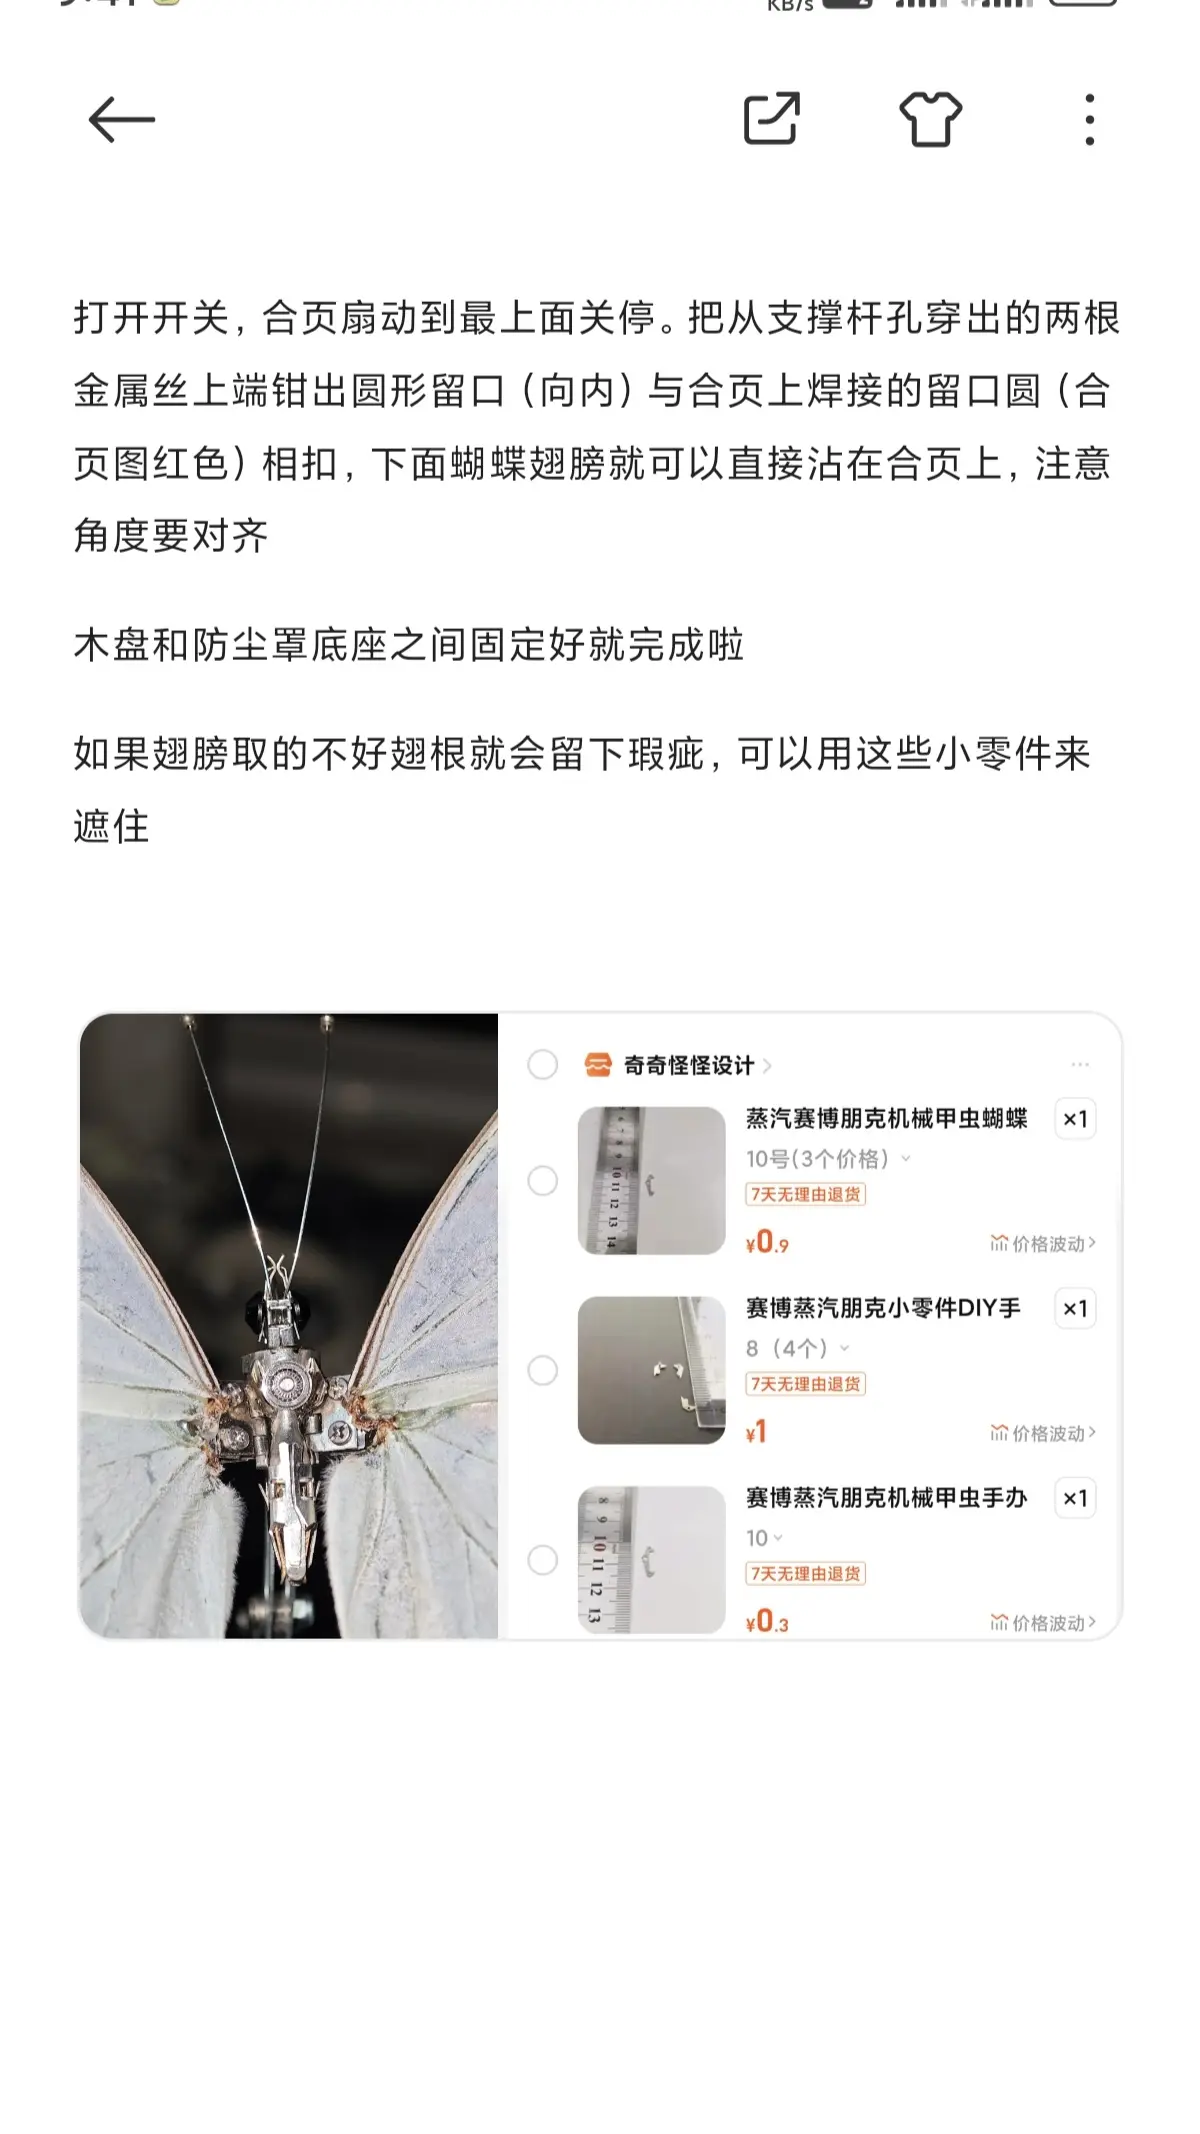 KB/s
打开开关，合页扇动到最上面关停。把从支撑杆孔穿出的两根
金属丝上端钳出圆形留口（向内）与合页上焊接的留口圆（合
页图红色）相扣，下面蝴蝶翅膀就可以直接沾在合页上，注意
角度要对齐
木盘和防尘罩底座之间固定好就完成啦
如果翅膀取的不好翅根就会留下瑕疵，可以用这些小零件来
遮住
奇奇怪怪设计
蒸汽赛博朋克机械甲虫蝴蝶 ×1
10号(3个价格)
7天无理由退货
¥0.9 价格波动
赛博蒸汽朋克小零件DIY手 ×1
8（4个）
7天无理由退货
¥1 价格波动
赛博蒸汽朋克机械甲虫手办 ×1
10
7天无理由退货
¥0.3 价格波动